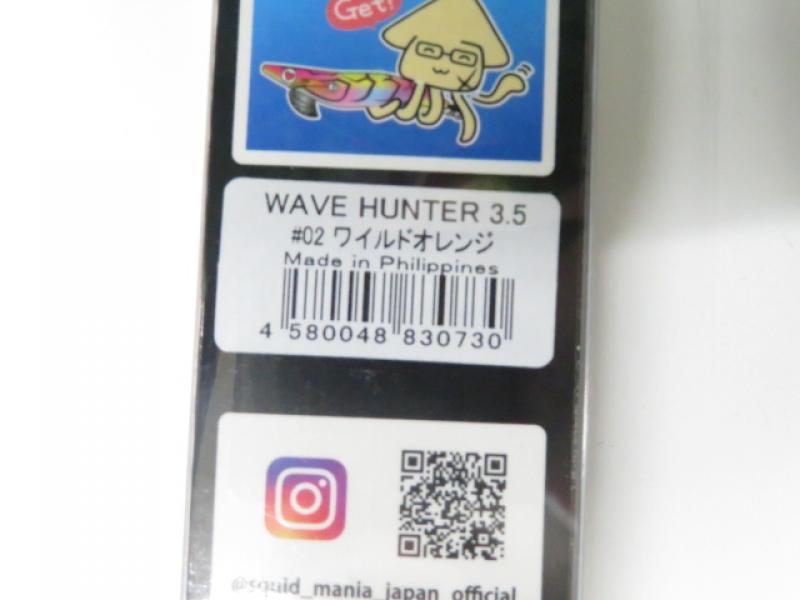 Get!
WAVE HUNTER 3.5
#02 ワイルドオレンジ
Made in Philippines
4 580048 830730
@squid_mania_japan_official